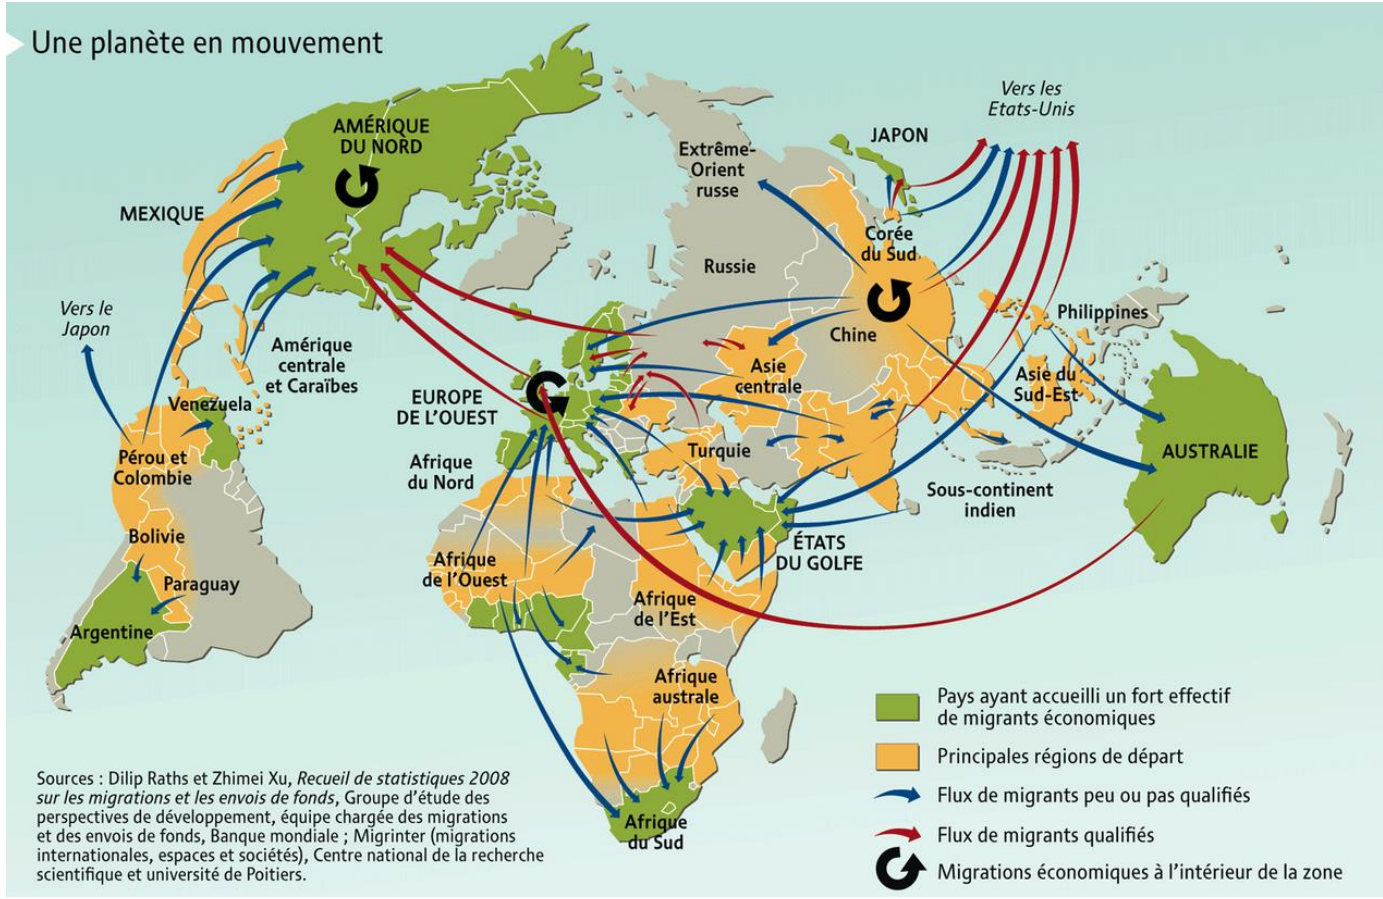 Une planète en mouvement
Vers les
Etats-Unis
AMÉRIQUE
DU NORD
JAPON
Extrême-
Orient
russe
MEXIQUE
Corée
du Sud
Russie
Vers le
Japon
Philippines
Chine
Amérique
centrale
et Caraïbes
Asie
centrale
Asie du
Sud-Est
EUROPE
DE L'OUEST
Venezuela
Turquie
AUSTRALIE
Pérou et
Colombie
Afrique
du Nord
Sous-continent
indien
Bolivie
ÉTATS
DU GOLFE
Afrique
de l'Ouest
Paraguay
Afrique
de l'Est
Argentine
Afrique
australe
Afrique
du Sud
Pays ayant accueilli un fort effectif
de migrants économiques
Principales régions de départ
Flux de migrants peu ou pas qualifiés
Flux de migrants qualifiés
Migrations économiques à l'intérieur de la zone
Sources : Dilip Raths et Zhimei Xu, Recueil de statistiques 2008
sur les migrations et les envois de fonds, Groupe d'étude des
perspectives de développement, équipe chargée des migrations
et des envois de fonds, Banque mondiale ; Migrinter (migrations
internationales, espaces et sociétés), Centre national de la recherche
scientifique et université de Poitiers.